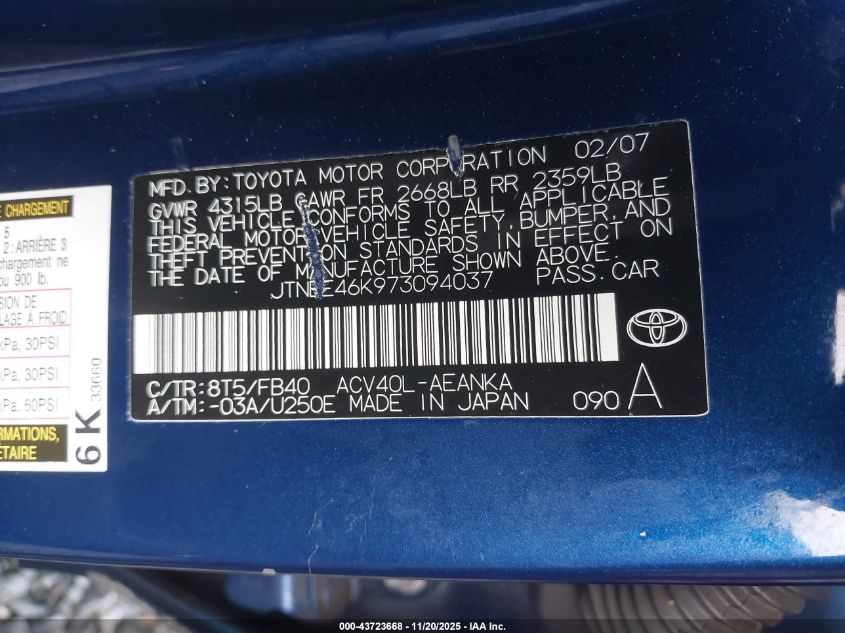 MFD. BY: TOYOTA MOTOR CORPORATION 02/07
GVWR 4315LB GAWR FR 2668LB RR 2359LB
THIS VEHICLE CONFORMS TO ALL APPLICABLE
FEDERAL MOTOR VEHICLE SAFETY, BUMPER, AND
THEFT PREVENTION STANDARDS IN EFFECT ON
THE DATE OF MANUFACTURE SHOWN ABOVE.
46K973094037 PASS. CAR
C/TR: 8T5/FB40 ACV40L-AEANKA
A/TM: -03A/U250E MADE IN JAPAN 090 A
E CHARGEMENT
5
2 : ARRIÈRE 3
chargement ne
ou 900 lb.
SION DE
LAGE A FROID
kPa. 30PSI
kPa. 30PSI
kPa. 60PSI
RMATIONS,
ÉTAIRE
6 K 33660
000-43723668 - 11/20/2025 - IAA Inc.